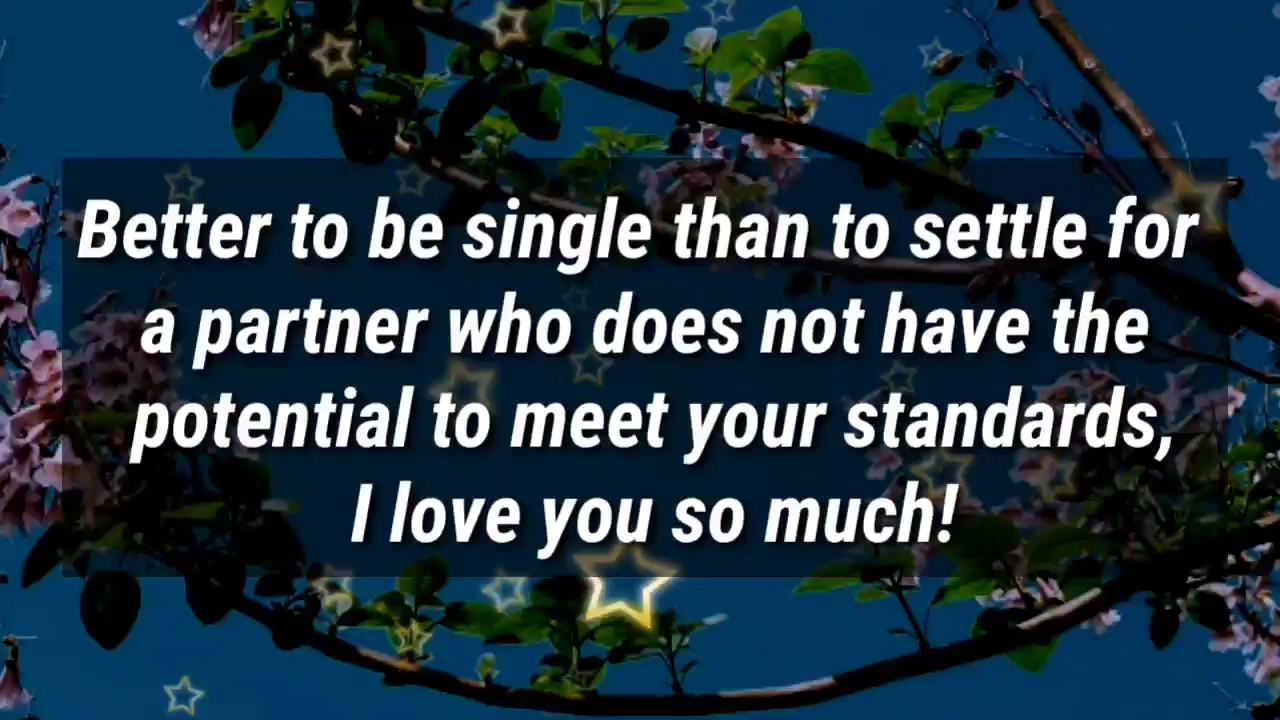 Better to be single than to settle for
a partner who does not have the
potential to meet your standards,
I love you so much!